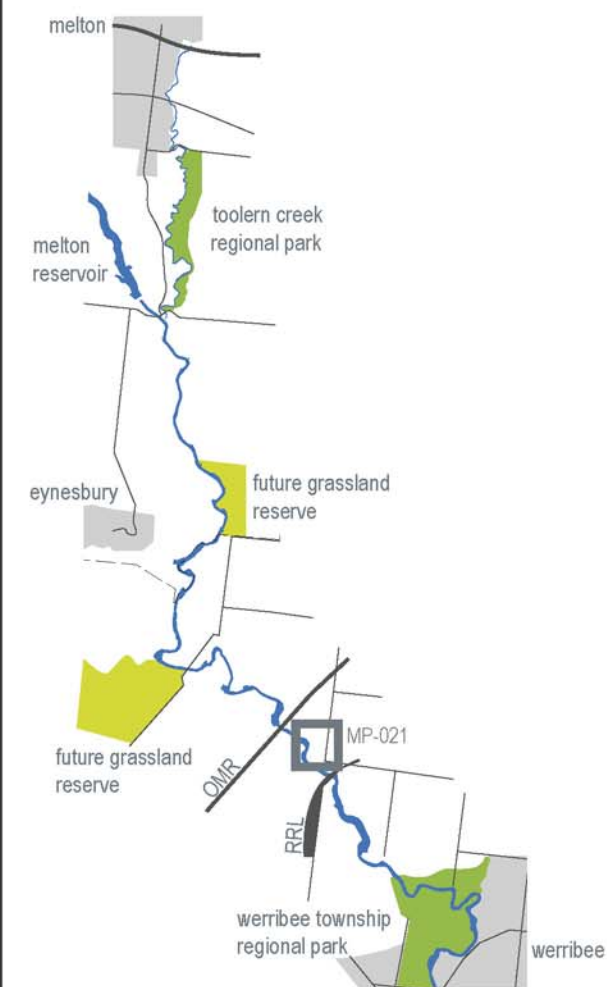 melton
toolern creek
regional park
melton
reservoir
future grassland
reserve
eynesbury
MP-021
future grassland
reserve
OMR
RRL
werribee township
regional park
werribee